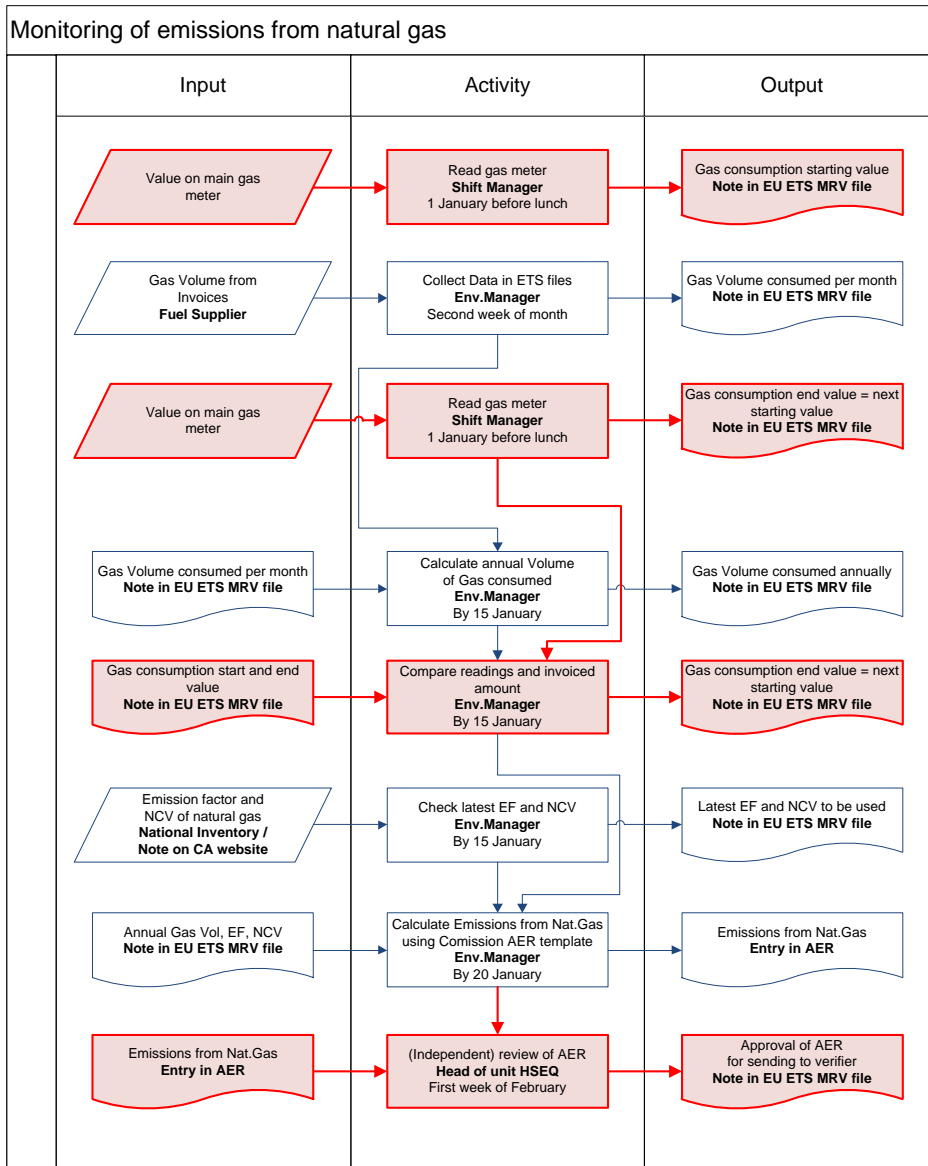 Monitoring of emissions from natural gas
Input
Activity
Output
Value on main gas
meter
Read gas meter
Shift Manager
1 January before lunch
Gas consumption starting value
Note in EU ETS MRV file
Gas Volume from
Invoices
Fuel Supplier
Collect Data in ETS files
Env.Manager
Second week of month
Gas Volume consumed per month
Note in EU ETS MRV file
Value on main gas
meter
Read gas meter
Shift Manager
1 January before lunch
Gas consumption end value = next
starting value
Note in EU ETS MRV file
Gas Volume consumed per month
Note in EU ETS MRV file
Calculate annual Volume
of Gas consumed
Env.Manager
By 15 January
Gas Volume consumed annually
Note in EU ETS MRV file
Gas consumption start and end
value
Note in EU ETS MRV file
Compare readings and invoiced
amount
Env.Manager
By 15 January
Gas consumption end value = next
starting value
Note in EU ETS MRV file
Emission factor and
NCV of natural gas
National Inventory /
Note on CA website
Check latest EF and NCV
Env.Manager
By 15 January
Latest EF and NCV to be used
Note in EU ETS MRV file
Annual Gas Vol, EF, NCV
Note in EU ETS MRV file
Calculate Emissions from Nat.Gas
using Comission AER template
Env.Manager
By 20 January
Emissions from Nat.Gas
Entry in AER
Emissions from Nat.Gas
Entry in AER
(Independent) review of AER
Head of unit HSEQ
First week of February
Approval of AER
for sending to verifier
Note in EU ETS MRV file